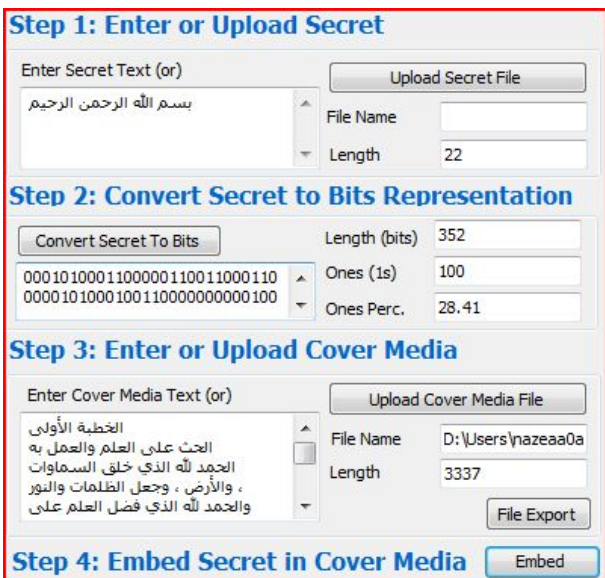 Step 1: Enter or Upload Secret
Enter Secret Text (or)
Upload Secret File
بسم الله الرحمن الرحيم
File Name
Length 22
Step 2: Convert Secret to Bits Representation
Convert Secret To Bits
Length (bits) 352
0001010001100000110011000110
0000101000100110000000000100
Ones (1s) 100
Ones Perc. 28.41
Step 3: Enter or Upload Cover Media
Enter Cover Media Text (or)
Upload Cover Media File
الخطبة الأولى
الحث على العلم والعمل به
الحمد لله الذي خلق السماوات
والأرض ، وجعل الظلمات والنور ،
والحمد لله الذي فضل العلم على
File Name D:\Users\nazeaa0a
Length 3337
File Export
Step 4: Embed Secret in Cover Media
Embed